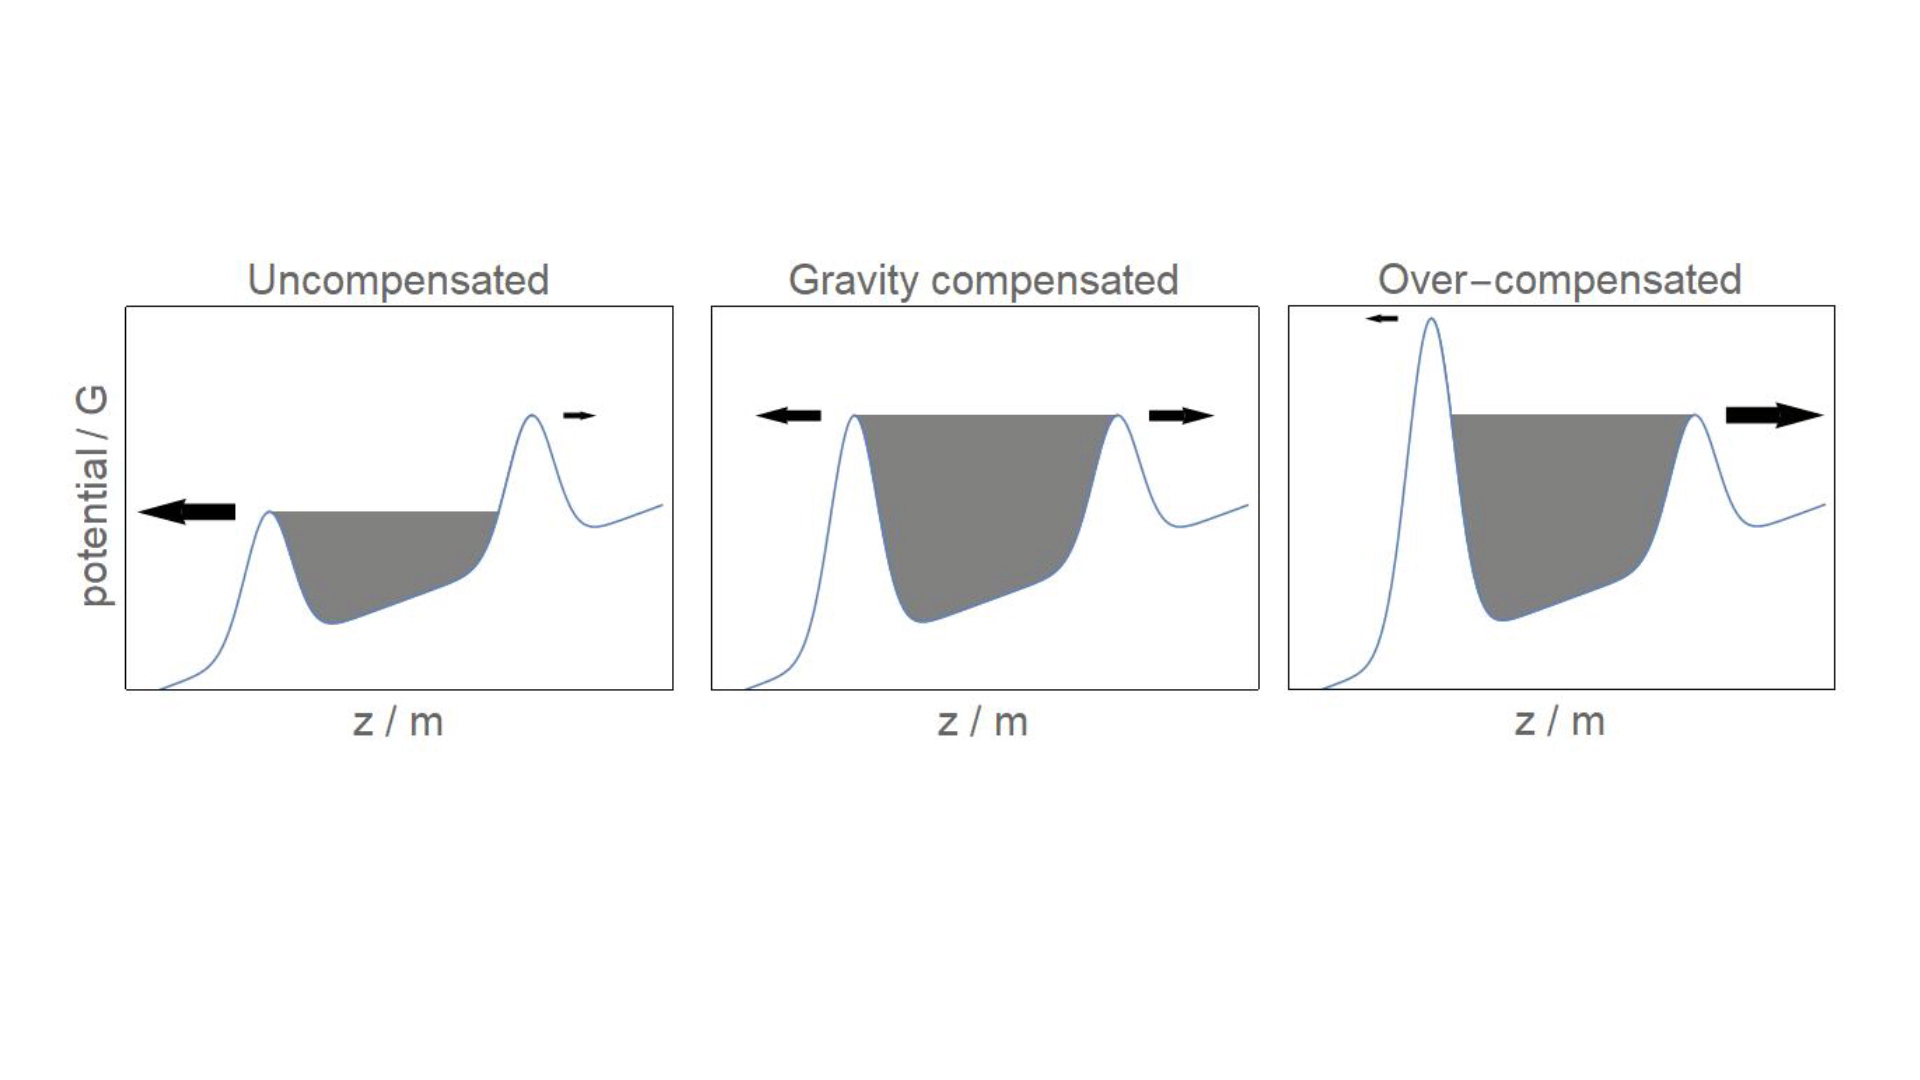 Uncompensated
Gravity compensated
Over−compensated
potential / G
z / m
z / m
z / m